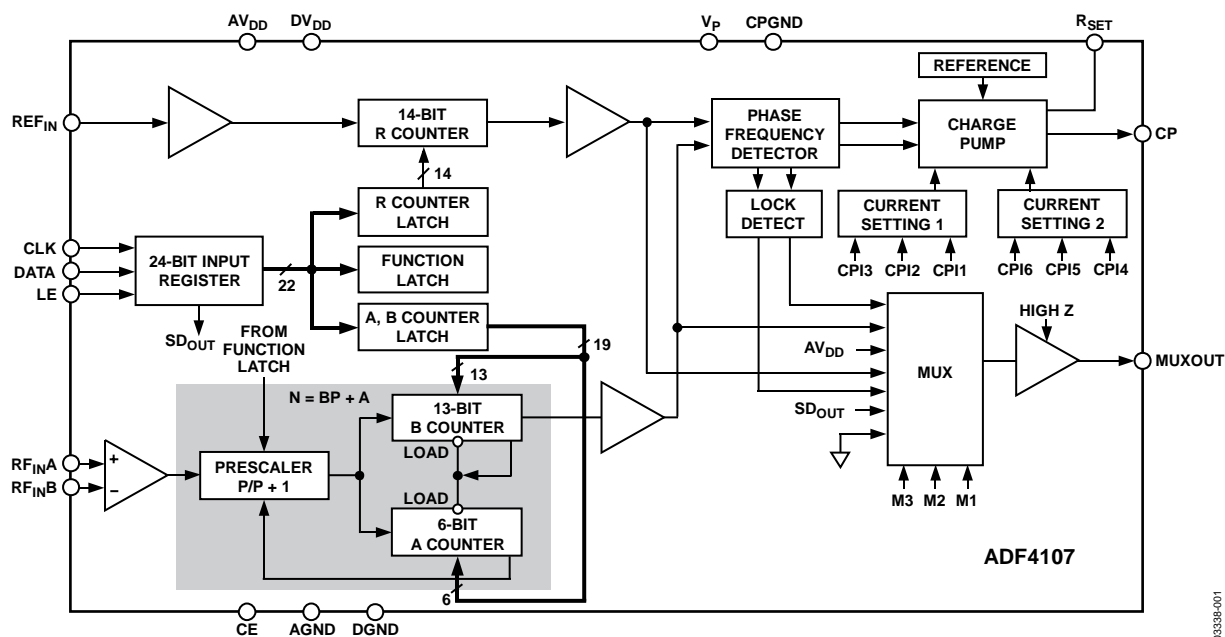 AVDD
DVDD
VP
CPGND
RSET
REFERENCE
REFIN
14-BIT
R COUNTER
PHASE
FREQUENCY
DETECTOR
CHARGE
PUMP
CP
14
R COUNTER
LATCH
LOCK
DETECT
CURRENT
SETTING 1
CURRENT
SETTING 2
CLK
DATA
LE
24-BIT INPUT
REGISTER
22
FUNCTION
LATCH
CPI3
CPI2
CPI1
CPI6
CPI5
CPI4
A, B COUNTER
LATCH
SDOUT
FROM
FUNCTION
LATCH
19
13
HIGH Z
AVDD
MUX
MUXOUT
SDOUT
N = BP + A
13-BIT
B COUNTER
LOAD
RFINA
RFINB
+
–
PRESCALER
P/P + 1
LOAD
6-BIT
A COUNTER
6
M3
M2
M1
ADF4107
CE
AGND
DGND
03338-001